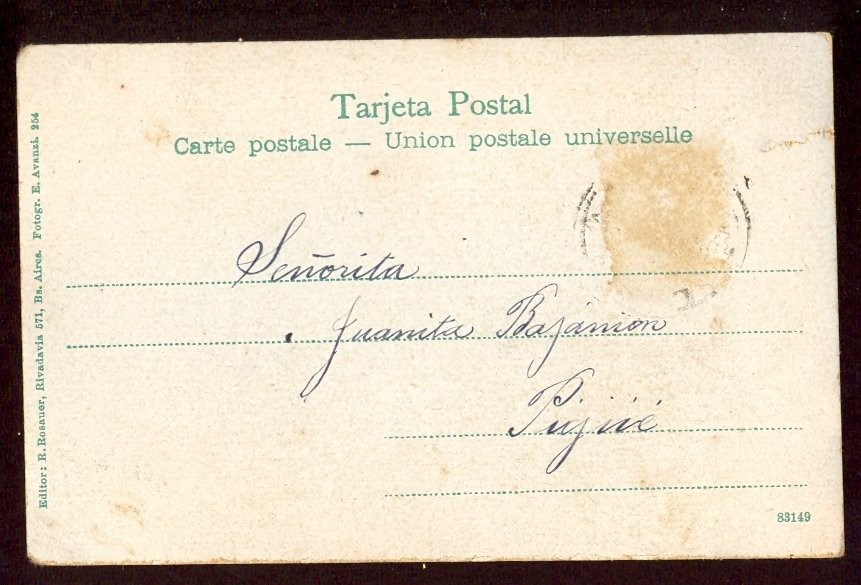 Tarjeta Postal
Carte postale — Union postale universelle
Señorita
Juanita
Editor: R. Rosauer, Rivadavia 571, Bs. Aires. Fotogr. E. Avanzi. 254
83149